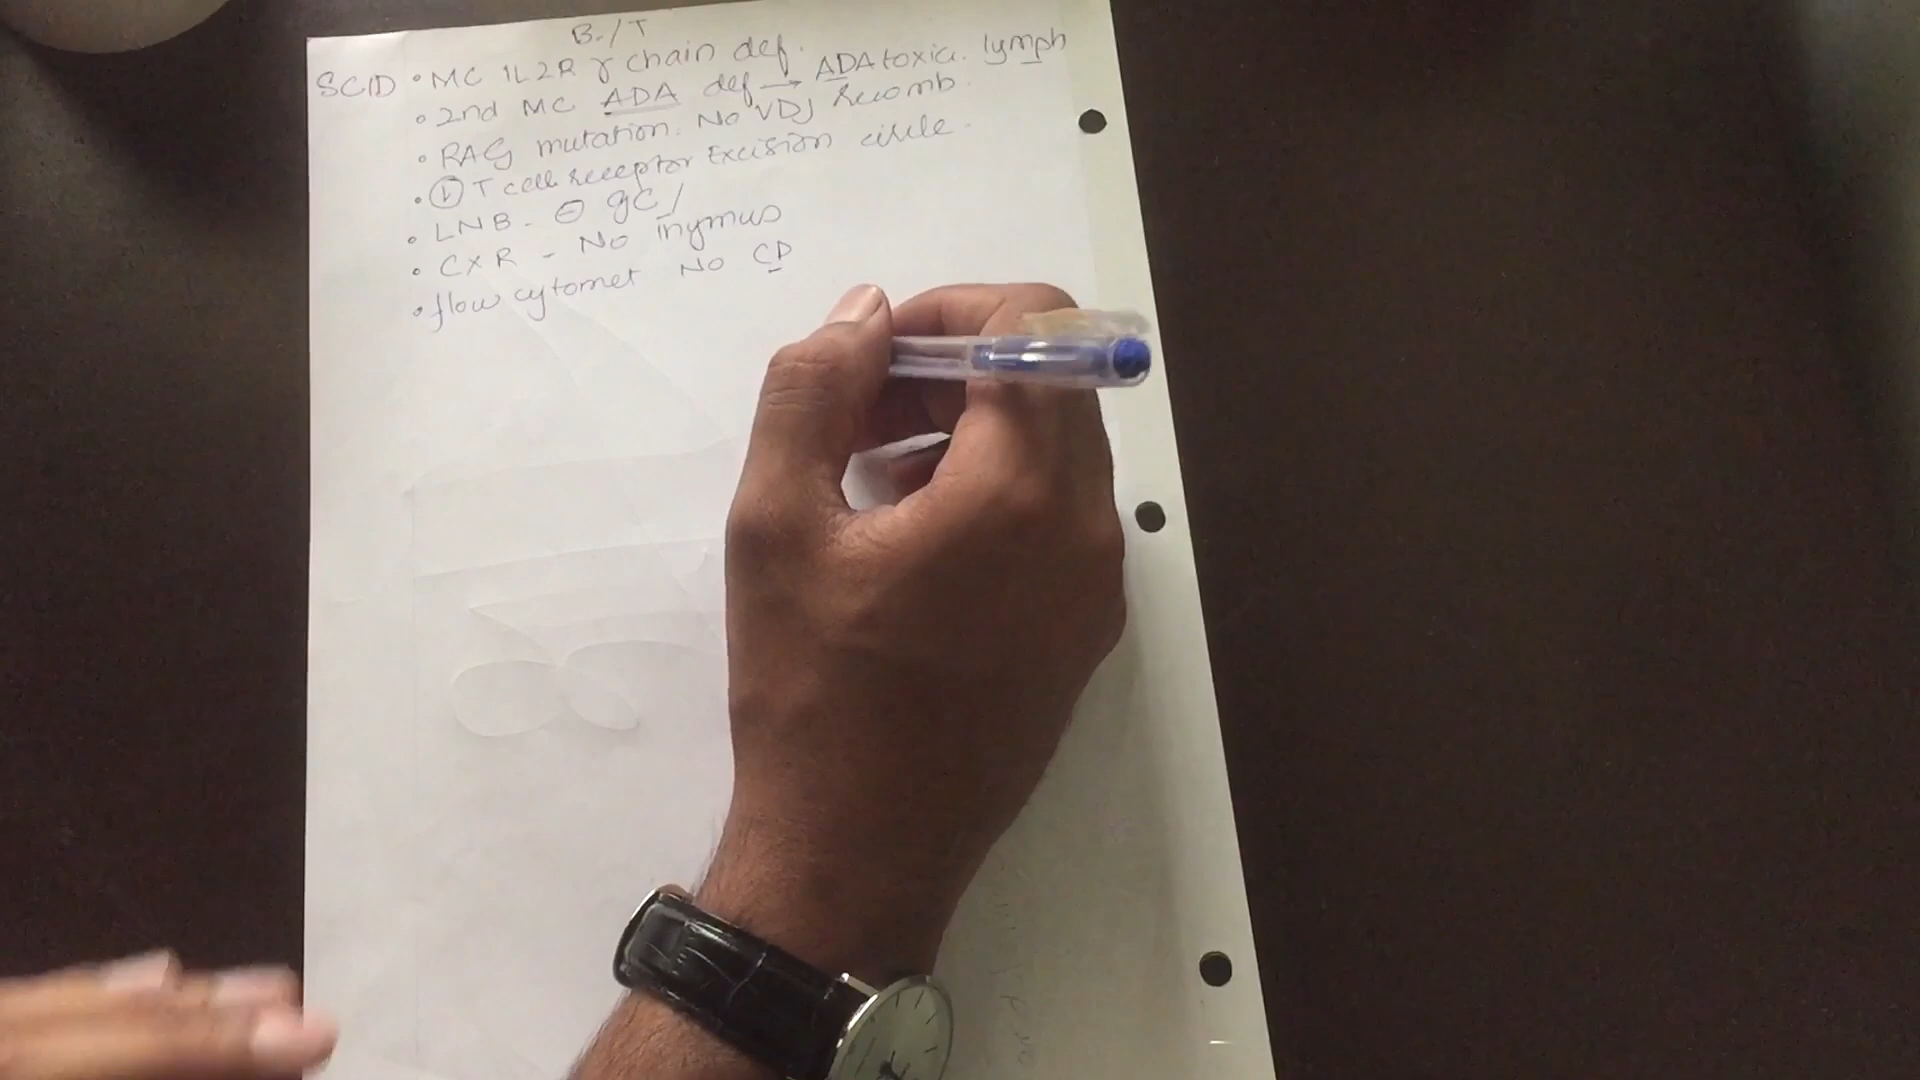 B./T
SCID • MC IL2R γ chain def.
• 2nd MC ADA def → ADA toxic. lymph
• RAG mutation. No VDJ recomb.
• ↓ T cell receptor Excision circle.
• LNB - ⊖ gC/
• CXR - No Thymus
• flow cytomet No CD